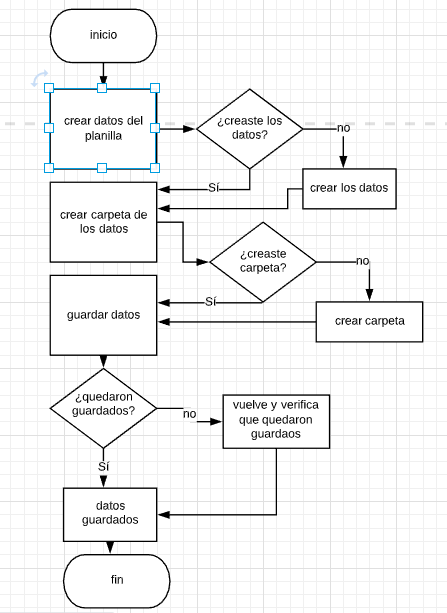 inicio
crear datos del
planilla
¿creaste los
datos?
no
crear los datos
Sí
crear carpeta de
los datos
¿creaste
carpeta?
no
crear carpeta
Sí
guardar datos
¿quedaron
guardados?
no
vuelve y verifica
que quedaron
guardaos
Sí
datos
guardados
fin